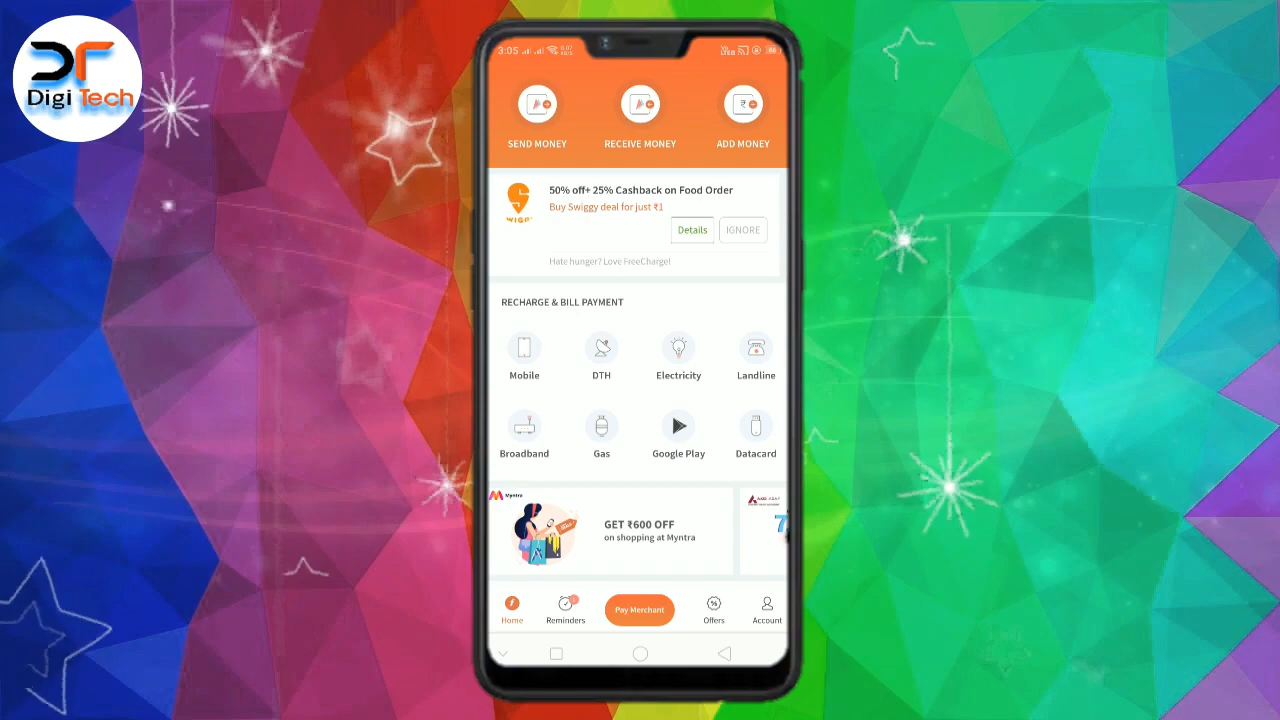 DT
Digi Tech
3:05
SEND MONEY
RECEIVE MONEY
ADD MONEY
50% off+ 25% Cashback on Food Order
Buy Swiggy deal for just ₹1
Details
IGNORE
Hate hunger? Love FreeCharge!
RECHARGE & BILL PAYMENT
Mobile
DTH
Electricity
Landline
Broadband
Gas
Google Play
Datacard
Myntra
GET ₹600 OFF
on shopping at Myntra
Home
Reminders
Pay Merchant
Offers
Account